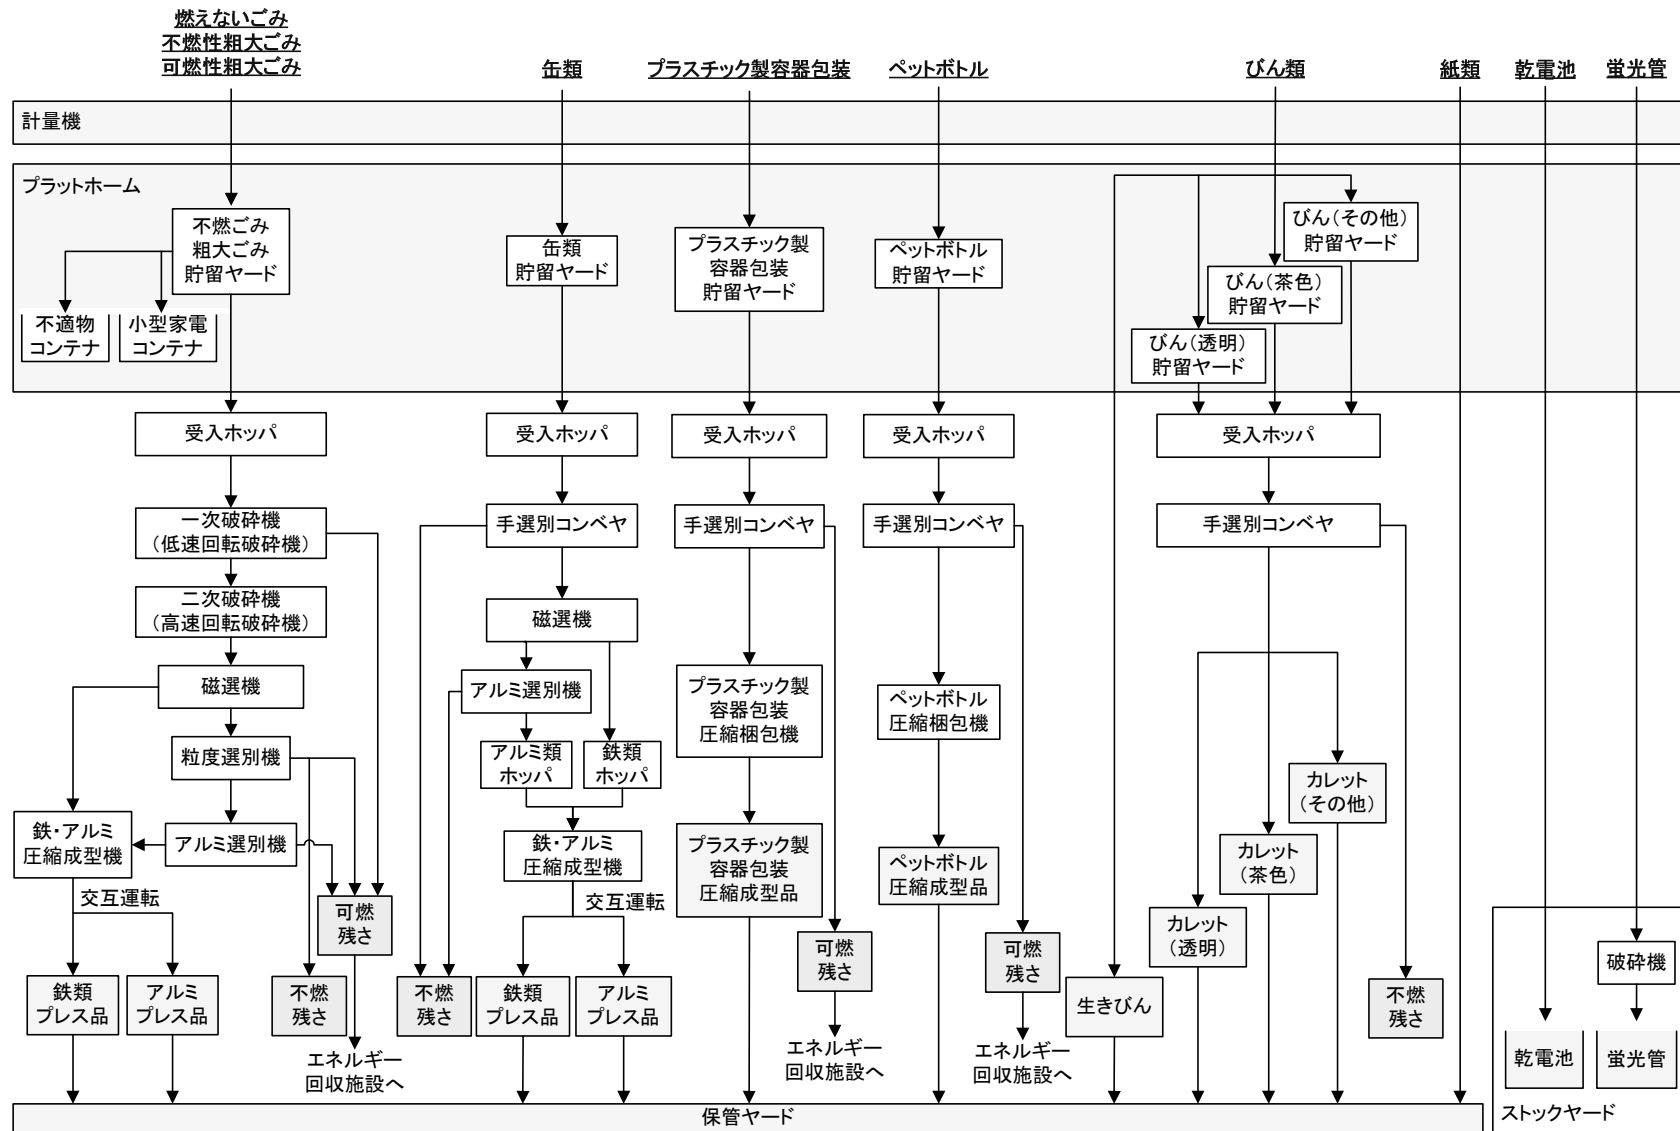 燃えないごみ
不燃性粗大ごみ
可燃性粗大ごみ
缶類
プラスチック製容器包装
ペットボトル
びん類
紙類
乾電池
蛍光管
計量機
プラットホーム
不燃ごみ
粗大ごみ
貯留ヤード
不適物
コンテナ
小型家電
コンテナ
缶類
貯留ヤード
プラスチック製
容器包装
貯留ヤード
ペットボトル
貯留ヤード
びん(その他)
貯留ヤード
びん(茶色)
貯留ヤード
びん(透明)
貯留ヤード
受入ホッパ
受入ホッパ
受入ホッパ
受入ホッパ
受入ホッパ
一次破砕機
(低速回転破砕機)
手選別コンベヤ
手選別コンベヤ
手選別コンベヤ
手選別コンベヤ
二次破砕機
(高速回転破砕機)
磁選機
磁選機
アルミ選別機
プラスチック製
容器包装
圧縮梱包機
ペットボトル
圧縮梱包機
粒度選別機
アルミ類
ホッパ
鉄類
ホッパ
カレット
(その他)
鉄・アルミ
圧縮成型機
アルミ選別機
鉄・アルミ
圧縮成型機
プラスチック製
容器包装
圧縮成型品
ペットボトル
圧縮成型品
カレット
(茶色)
交互運転
可燃
残さ
交互運転
カレット
(透明)
可燃
残さ
可燃
残さ
破砕機
鉄類
プレス品
アルミ
プレス品
不燃
残さ
不燃
残さ
鉄類
プレス品
アルミ
プレス品
生きびん
不燃
残さ
エネルギー
回収施設へ
エネルギー
回収施設へ
エネルギー
回収施設へ
乾電池
蛍光管
保管ヤード
ストックヤード